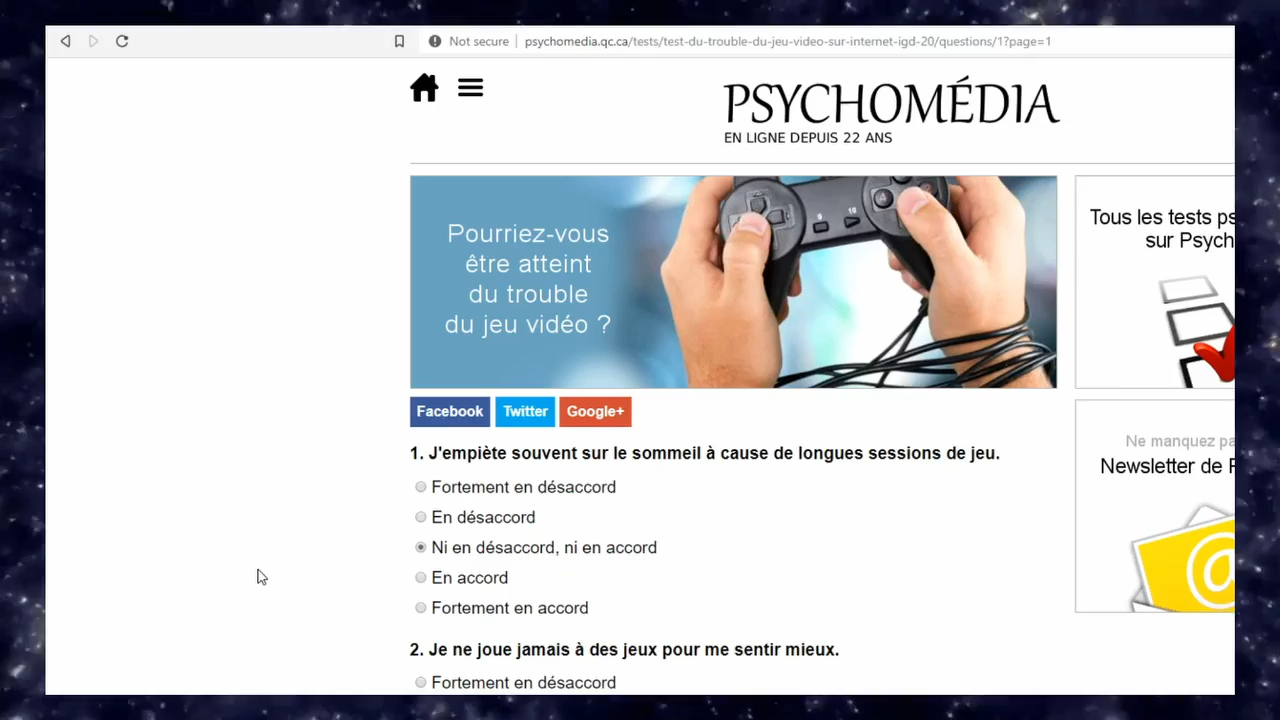 Not secure psychomedia.qc.ca/tests/test-du-trouble-du-jeu-video-sur-internet-igd-20/questions/1?page=1
PSYCHOMÉDIA
EN LIGNE DEPUIS 22 ANS
Pourriez-vous
être atteint
du trouble
du jeu vidéo ?
Tous les tests
sur
Facebook Twitter Google+
1. J'empiète souvent sur le sommeil à cause de longues sessions de jeu.
Fortement en désaccord
En désaccord
Ni en désaccord, ni en accord
En accord
Fortement en accord
2. Je ne joue jamais à des jeux pour me sentir mieux.
Fortement en désaccord
Ne manquez
Newsletter de
@